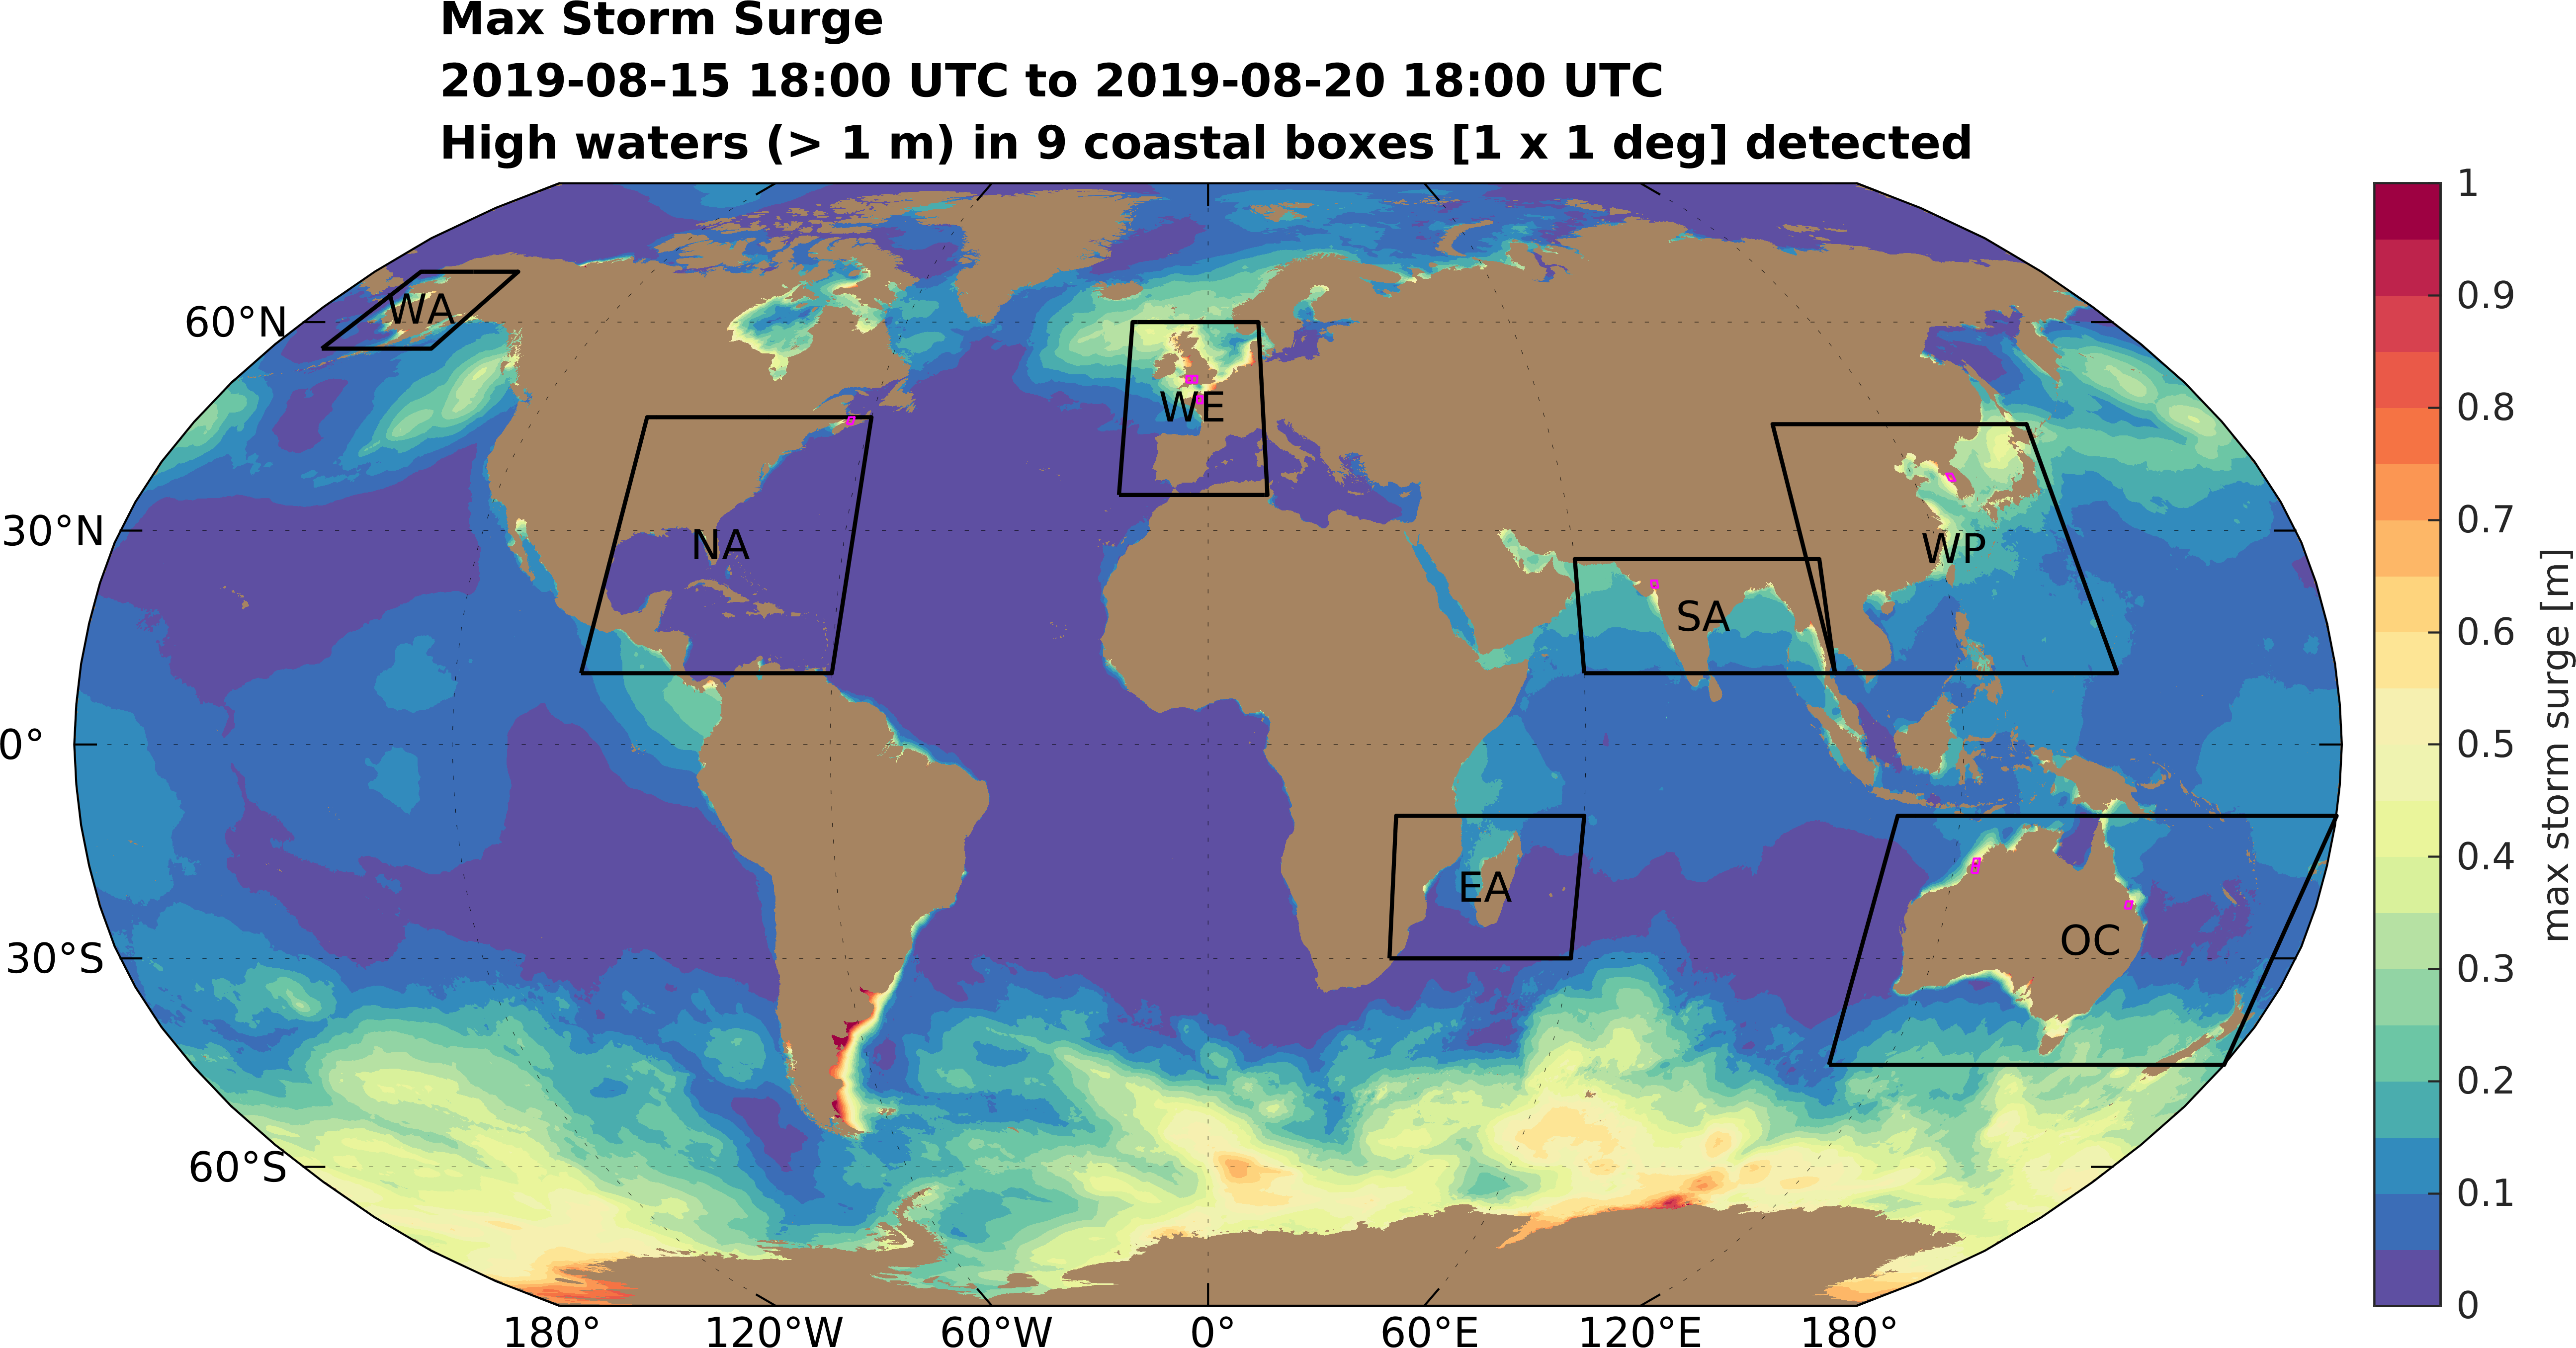 Max Storm Surge
2019-08-15 18:00 UTC to 2019-08-20 18:00 UTC
High waters (> 1 m) in 9 coastal boxes [1 x 1 deg] detected
60°N
30°N
0°
30°S
60°S
WA
NA
WE
SA
WP
EA
OC
180°
120°W
60°W
0°
60°E
120°E
180°
1
0.9
0.8
0.7
0.6
0.5
0.4
0.3
0.2
0.1
0
max storm surge [m]